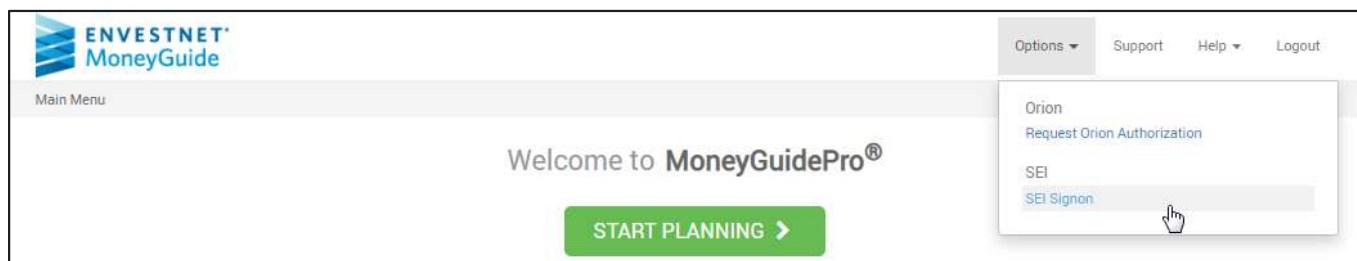 ENVESTNET®
MoneyGuide
Options Support Help Logout
Main Menu
Orion
Request Orion Authorization
SEI
SEI Signon
Welcome to MoneyGuidePro®
START PLANNING